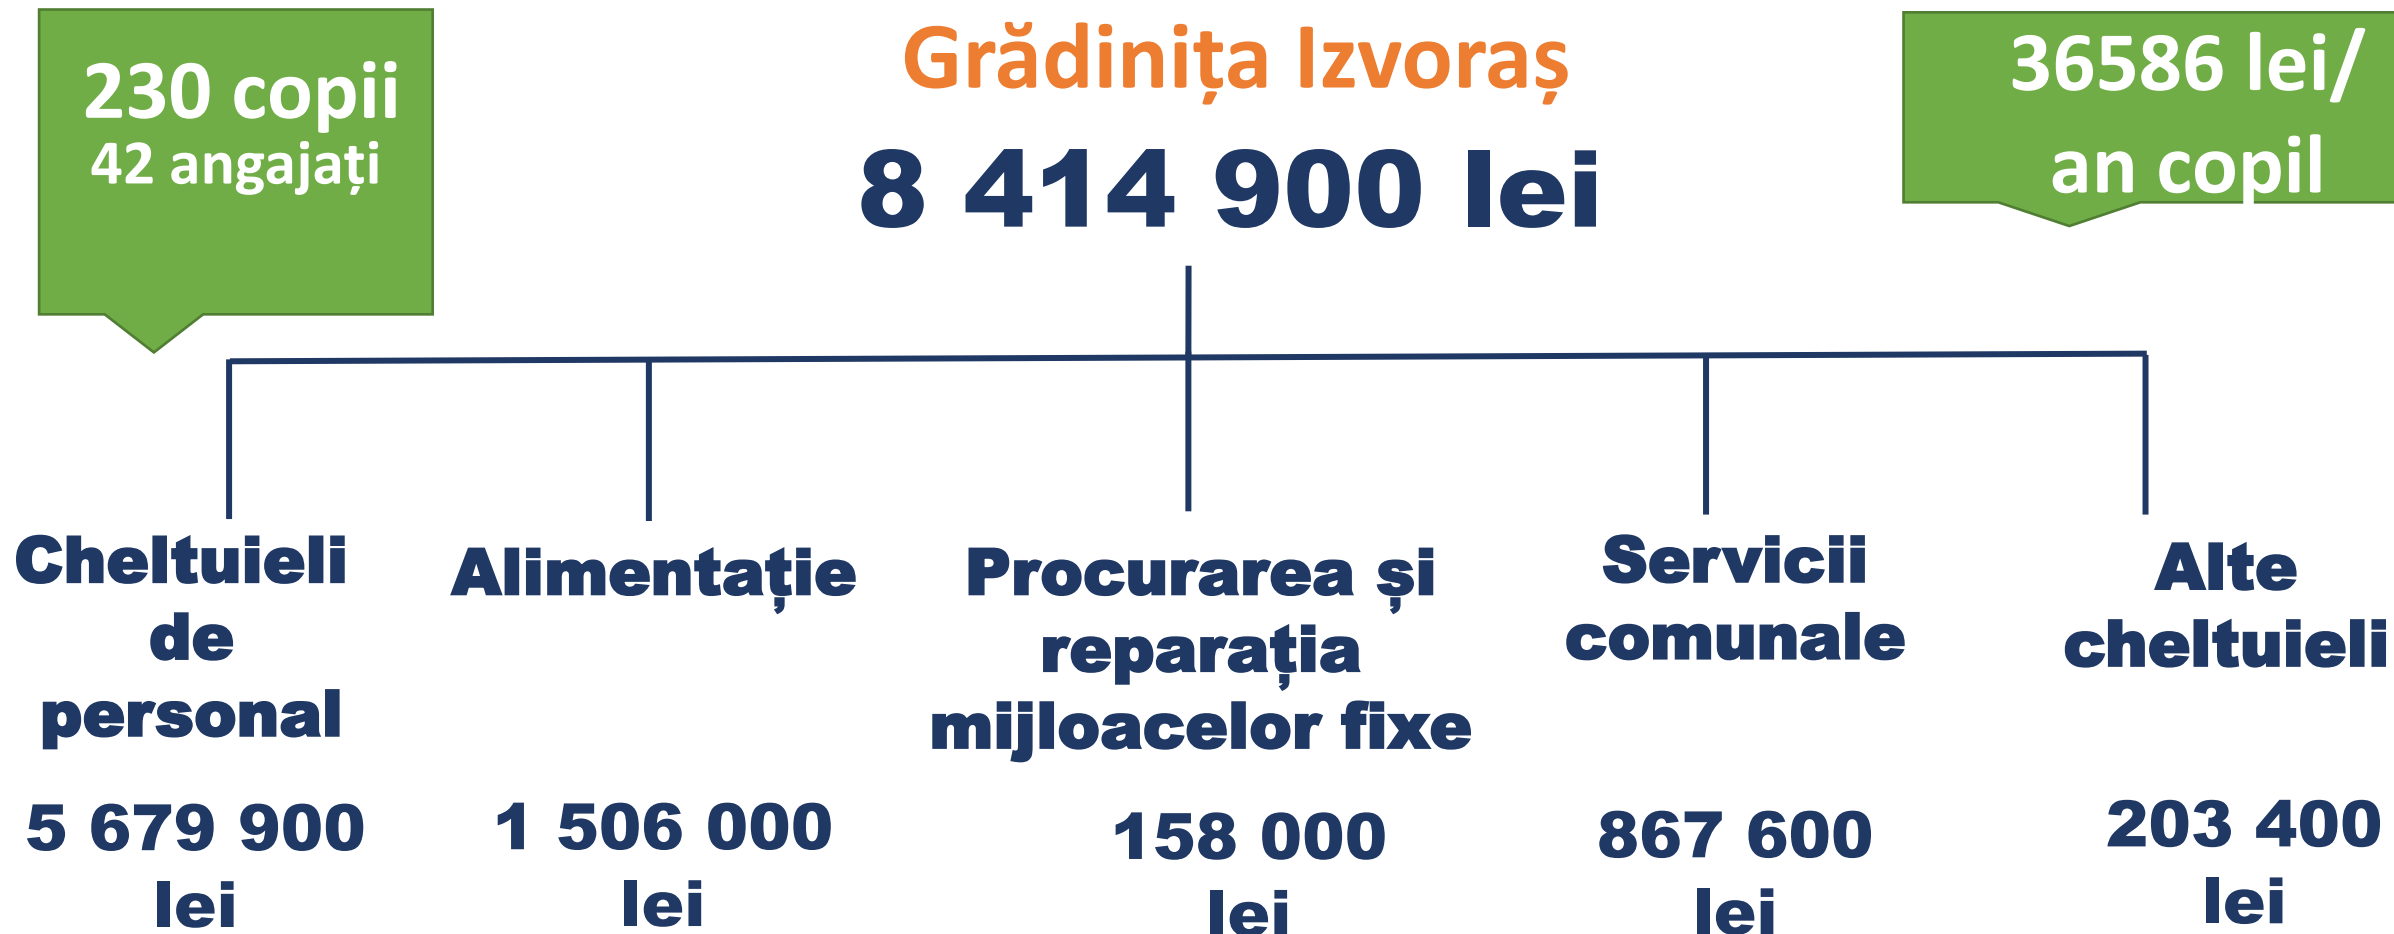 230 copii
42 angajați
Grădinița Izvoraș
8 414 900 lei
36586 lei/
an copil
Cheltuieli
de
personal
5 679 900
lei
Alimentație
1 506 000
lei
Procurarea și
reparația
mijloacelor fixe
158 000
lei
Servicii
comunale
867 600
lei
Alte
cheltuieli
203 400
lei